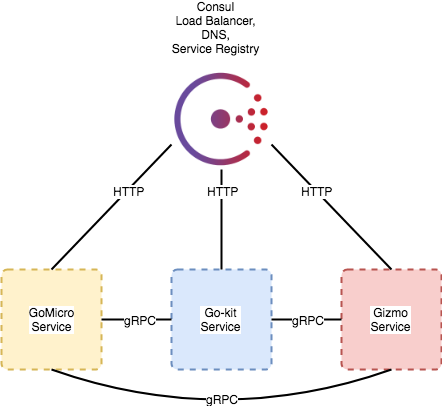 Consul
Load Balancer,
DNS,
Service Registry
HTTP
HTTP
HTTP
GoMicro
Service
gRPC
Go-kit
Service
gRPC
Gizmo
Service
gRPC